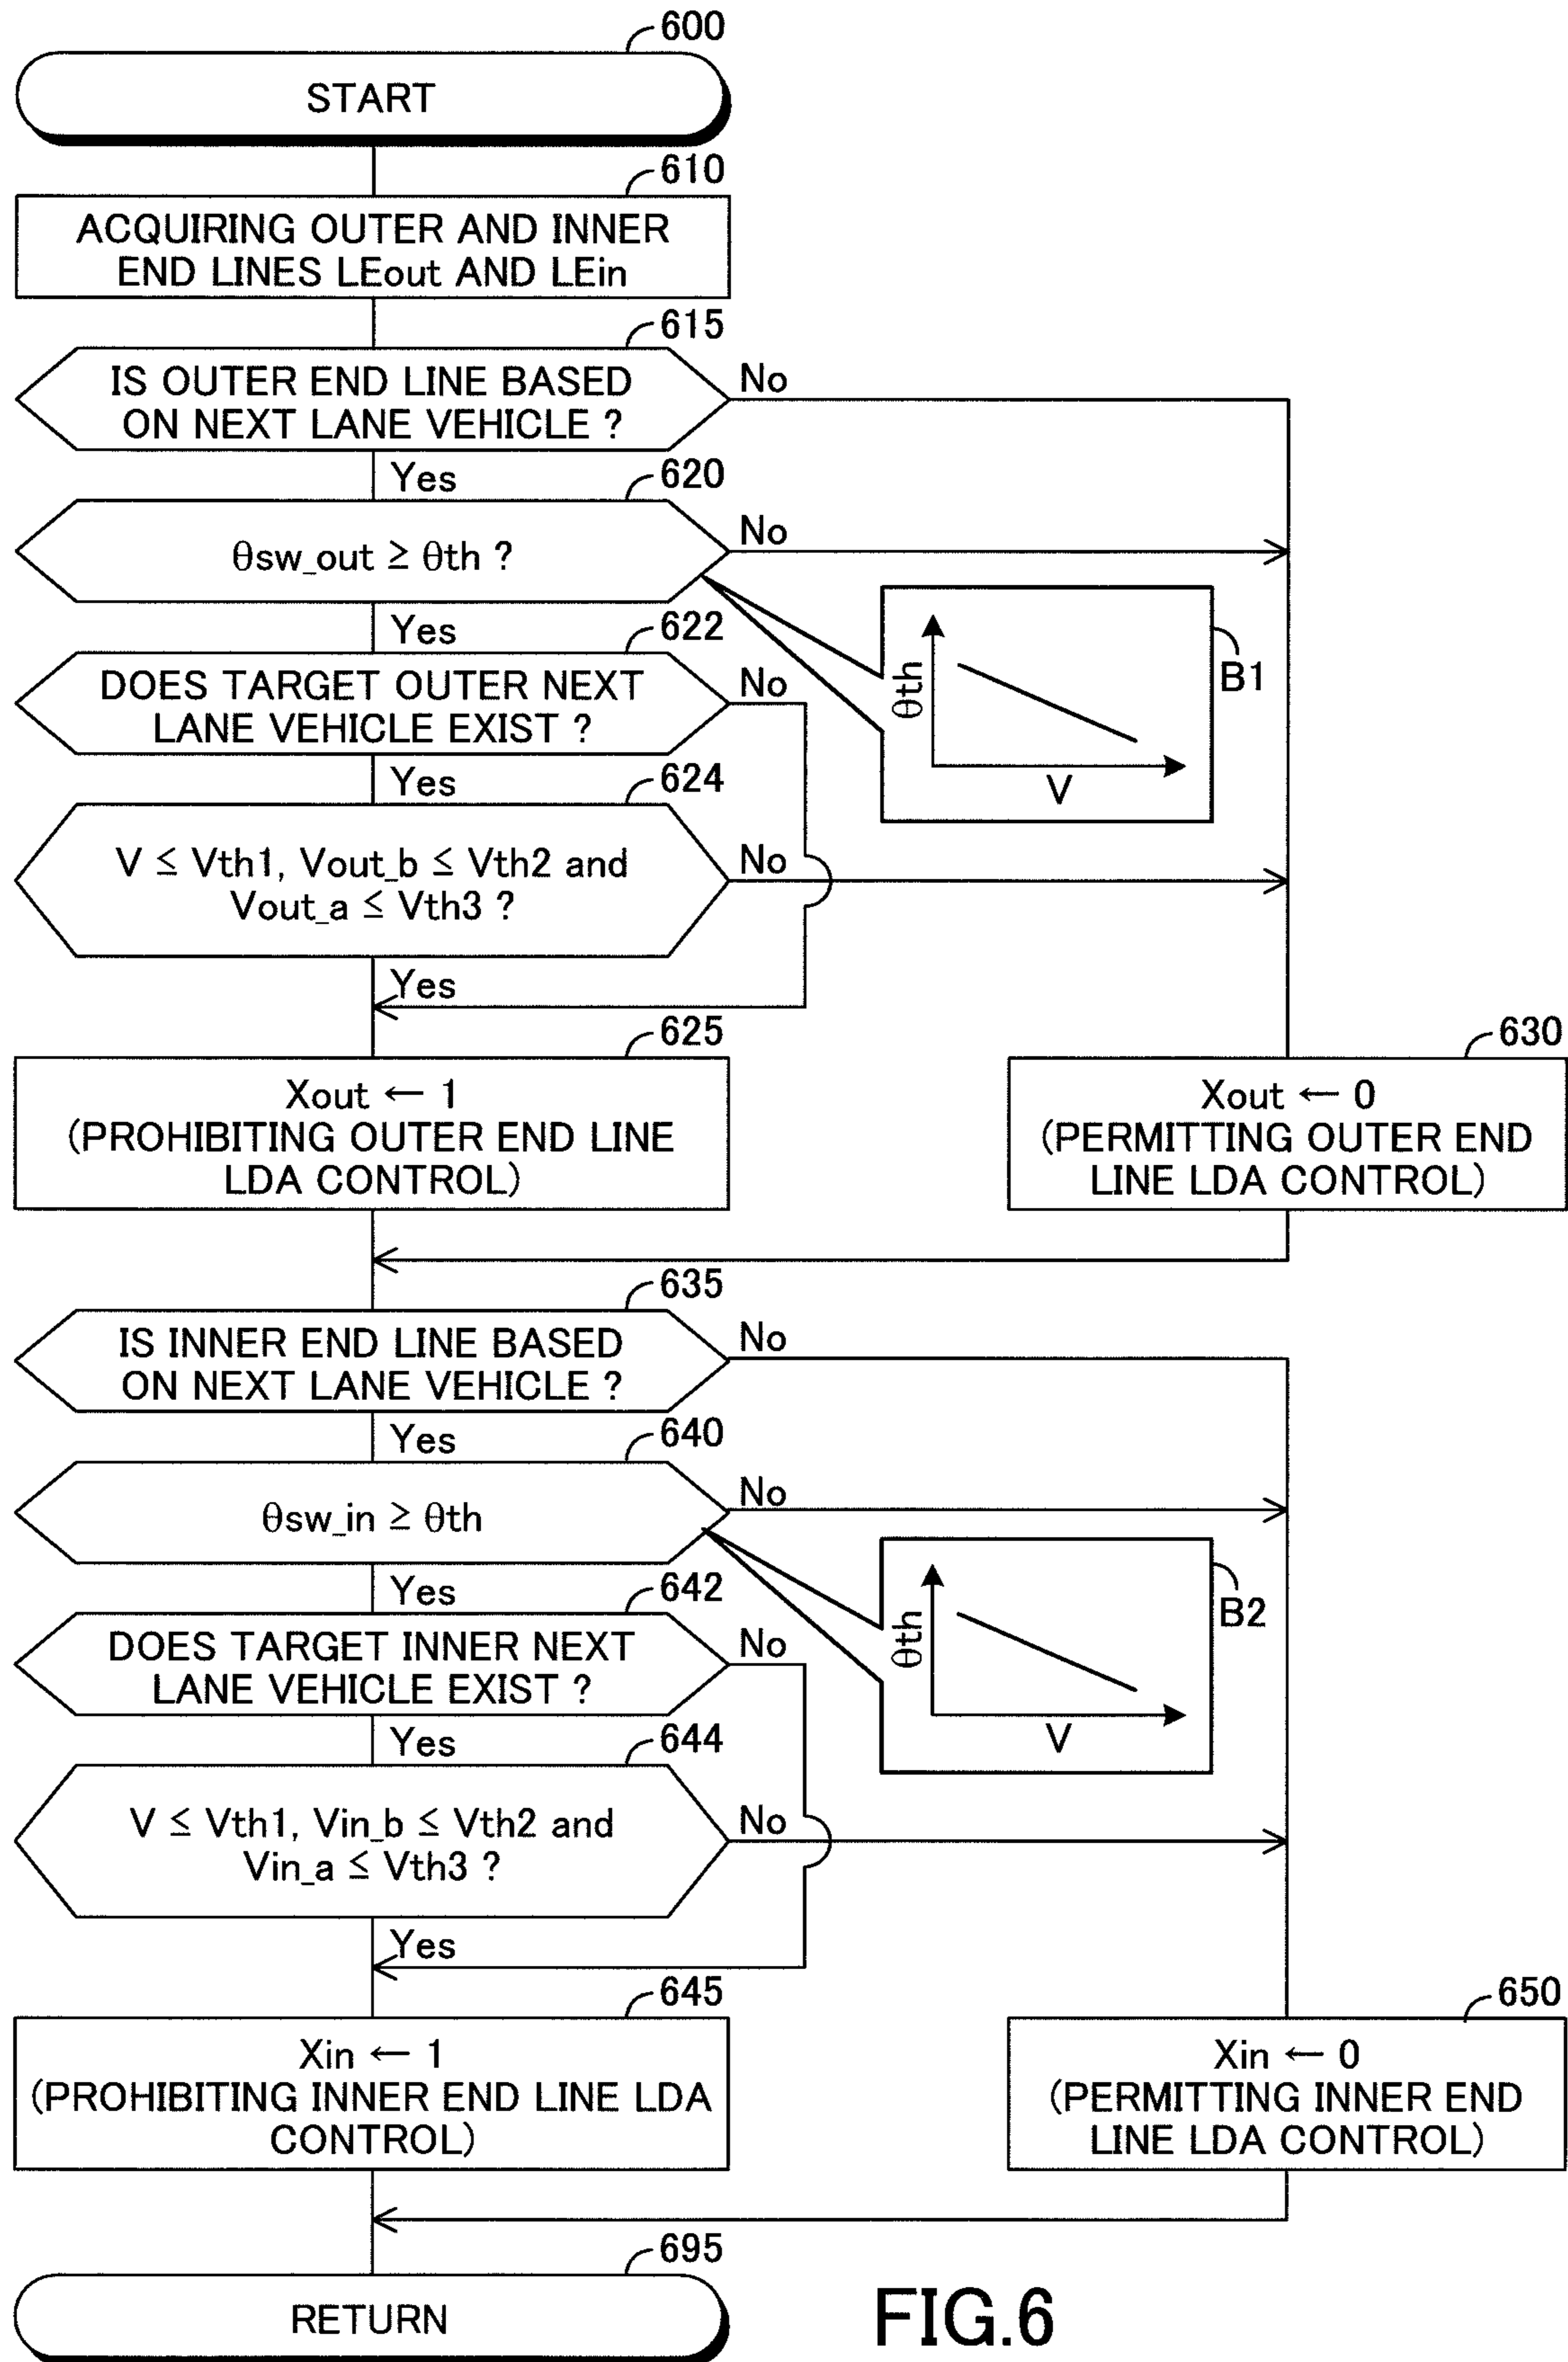 600
START
610
ACQUIRING OUTER AND INNER
END LINES LEout AND LEin
615
IS OUTER END LINE BASED
ON NEXT LANE VEHICLE ?
No
Yes
620
θsw_out ≥ θth ?
No
Yes
θth
V
B1
622
DOES TARGET OUTER NEXT
LANE VEHICLE EXIST ?
No
Yes
624
V ≤ Vth1, Vout_b ≤ Vth2 and
Vout_a ≤ Vth3 ?
No
Yes
625
Xout ← 1
(PROHIBITING OUTER END LINE
LDA CONTROL)
630
Xout ← 0
(PERMITTING OUTER END
LINE LDA CONTROL)
635
IS INNER END LINE BASED
ON NEXT LANE VEHICLE ?
No
Yes
640
θsw_in ≥ θth
No
Yes
θth
V
B2
642
DOES TARGET INNER NEXT
LANE VEHICLE EXIST ?
No
Yes
644
V ≤ Vth1, Vin_b ≤ Vth2 and
Vin_a ≤ Vth3 ?
No
Yes
645
Xin ← 1
(PROHIBITING INNER END LINE LDA
CONTROL)
650
Xin ← 0
(PERMITTING INNER END
LINE LDA CONTROL)
695
RETURN
FIG.6